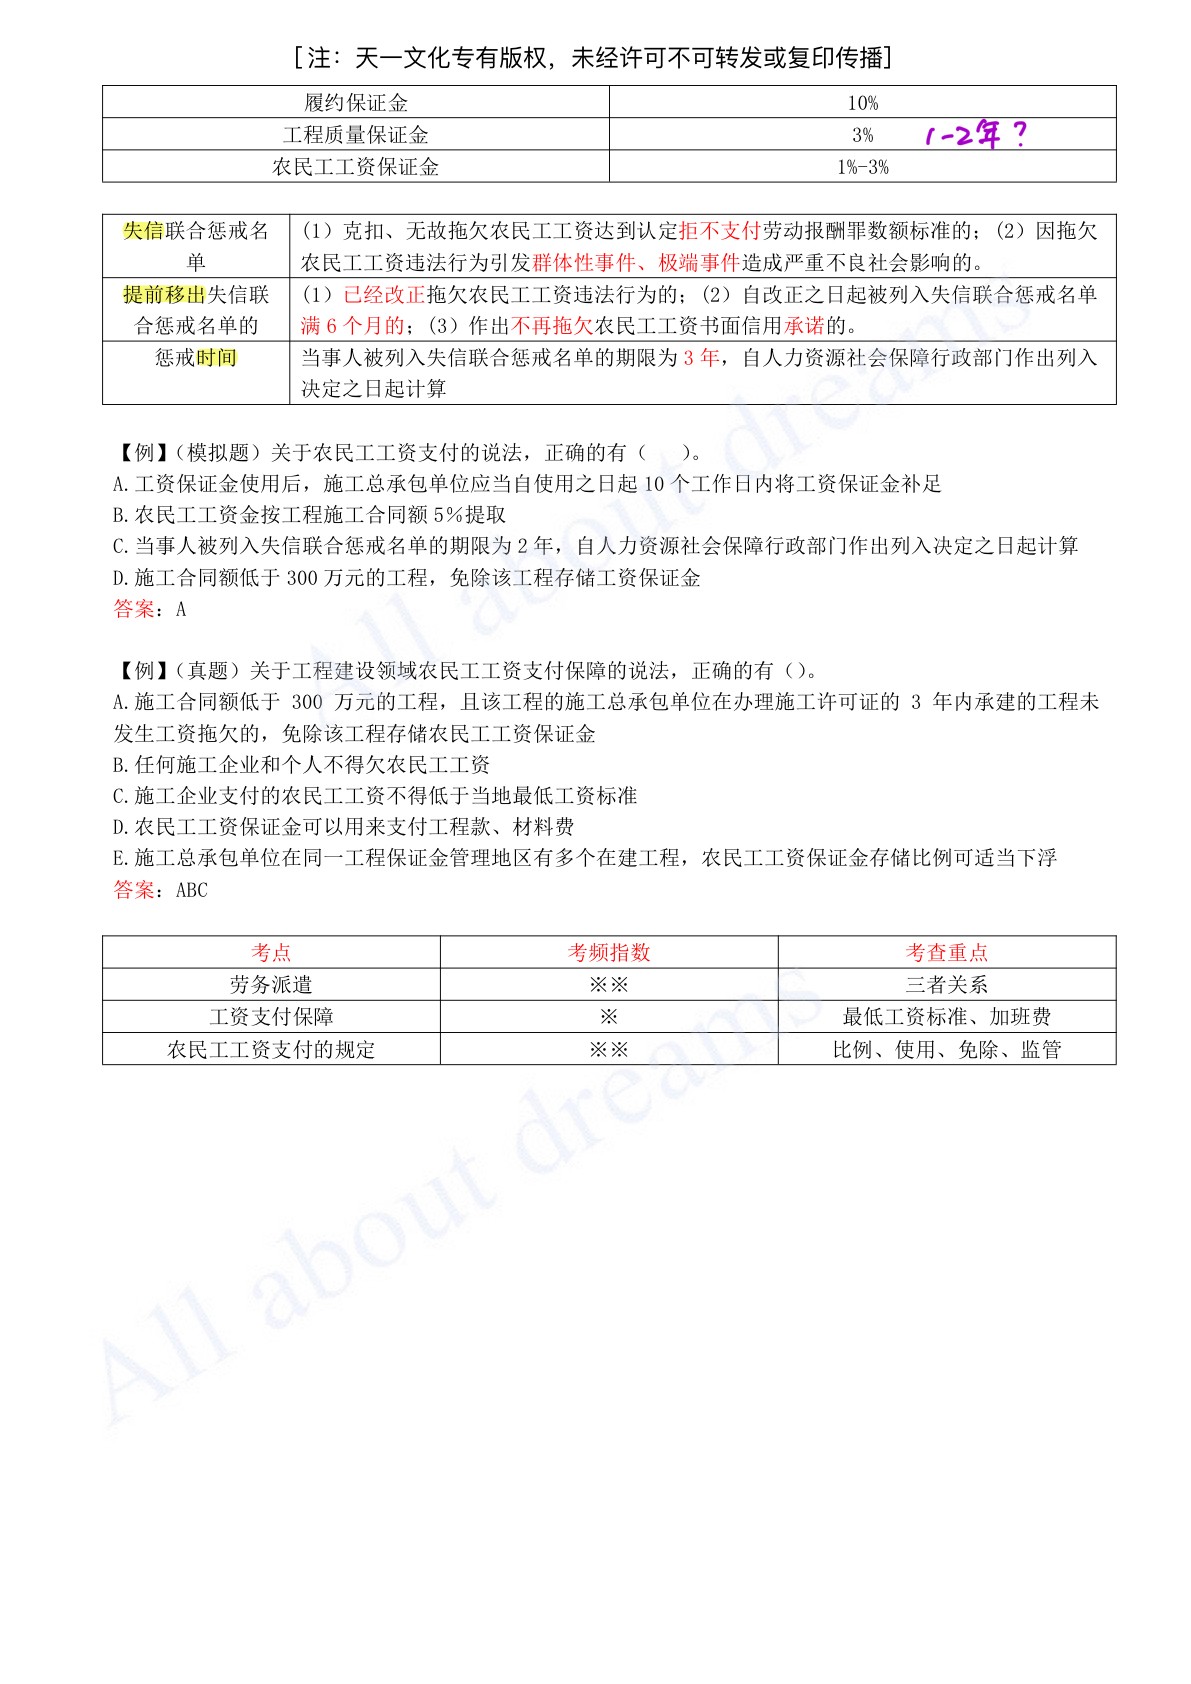 [注：天一文化专有版权，未经许可不可转发或复印传播]
履约保证金 10%
工程质量保证金 3% 1-2年？
农民工工资保证金 1%-3%
失信联合惩戒名单 (1）克扣、无故拖欠农民工工资达到认定拒不支付劳动报酬罪数额标准的；(2）因拖欠
农民工工资违法行为引发群体性事件、极端事件造成严重不良社会影响的。
提前移出失信联合惩戒名单的 (1）已经改正拖欠农民工工资违法行为的；(2）自改正之日起被列入失信联合惩戒名单
满 6 个月的；(3）作出不再拖欠农民工工资书面信用承诺的。
惩戒时间 当事人被列入失信联合惩戒名单的期限为 3 年，自人力资源社会保障行政部门作出列入
决定之日起计算
【例】（模拟题）关于农民工工资支付的说法，正确的有（ ）。
A.工资保证金使用后，施工总承包单位应当自使用之日起 10 个工作日内将工资保证金补足
B.农民工工资金按工程施工合同额 5%提取
C.当事人被列入失信联合惩戒名单的期限为 2 年，自人力资源社会保障行政部门作出列入决定之日起计算
D.施工合同额低于 300 万元的工程，免除该工程存储工资保证金
答案：A
【例】（真题）关于工程建设领域农民工工资支付保障的说法，正确的有（）。
A.施工合同额低于 300 万元的工程，且该工程的施工总承包单位在办理施工许可证的 3 年内承建的工程未
发生工资拖欠的，免除该工程存储农民工工资保证金
B.任何施工企业和个人不得欠农民工工资
C.施工企业支付的农民工工资不得低于当地最低工资标准
D.农民工工资保证金可以用来支付工程款、材料费
E.施工总承包单位在同一工程保证金管理地区有多个在建工程，农民工工资保证金存储比例可适当下浮
答案：ABC
考点 考频指数 考查重点
劳务派遣 ※※ 三者关系
工资支付保障 ※ 最低工资标准、加班费
农民工工资支付的规定 ※※ 比例、使用、免除、监管
All about dreams
All about dreams